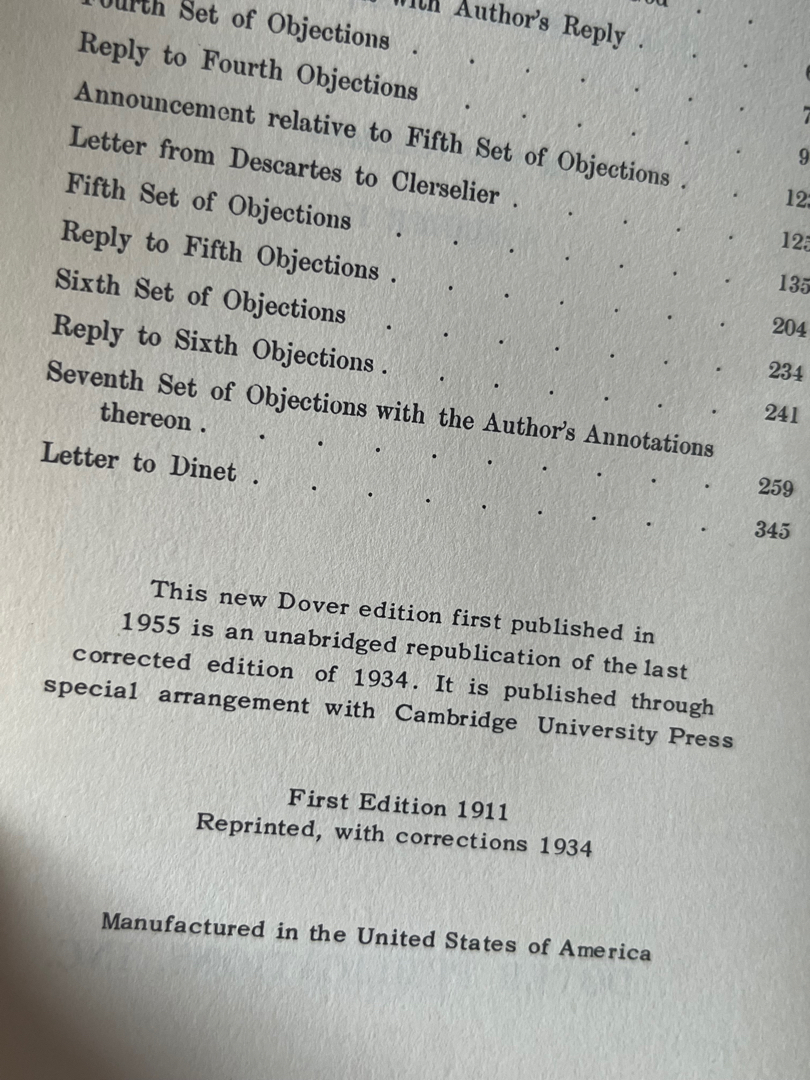 with Author's Reply .
Fourth Set of Objections . . . . . . .
Reply to Fourth Objections . . . . . .
Announcement relative to Fifth Set of Objections . .
Letter from Descartes to Clerselier . . . . .
Fifth Set of Objections . . . . . . . 135
Reply to Fifth Objections . . . . . . . 204
Sixth Set of Objections . . . . . . . 234
Reply to Sixth Objections . . . . . . . 241
Seventh Set of Objections with the Author's Annotations
thereon . . . . . . . . . . 259
Letter to Dinet . . . . . . . . . 345
This new Dover edition first published in
1955 is an unabridged republication of the last
corrected edition of 1934. It is published through
special arrangement with Cambridge University Press
First Edition 1911
Reprinted, with corrections 1934
Manufactured in the United States of America